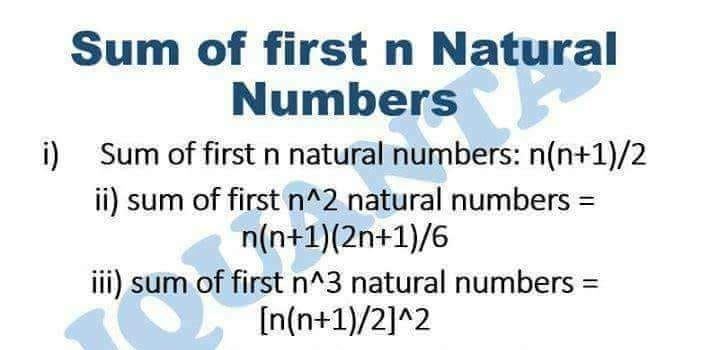 Sum of first n Natural
Numbers
i) Sum of first n natural numbers: n(n+1)/2
ii) sum of first n^2 natural numbers =
n(n+1)(2n+1)/6
iii) sum of first n^3 natural numbers =
[n(n+1)/2]^2